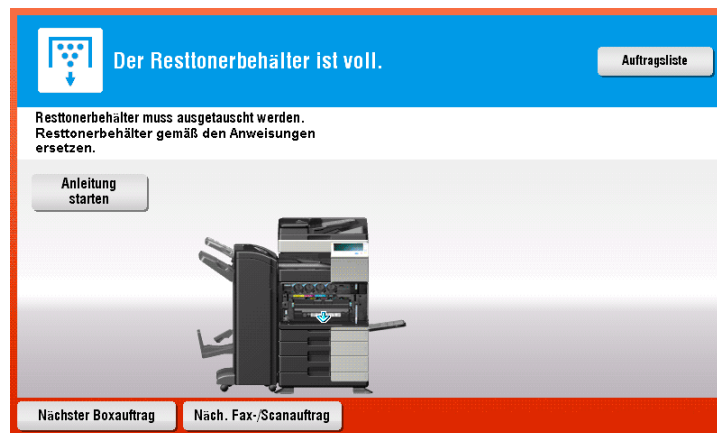 Der Resttonerbehälter ist voll.
Auftragsliste
Resttonerbehälter muss ausgetauscht werden.
Resttonerbehälter gemäß den Anweisungen
ersetzen.
Anleitung
starten
Nächster Boxauftrag
Näch. Fax-/Scanauftrag